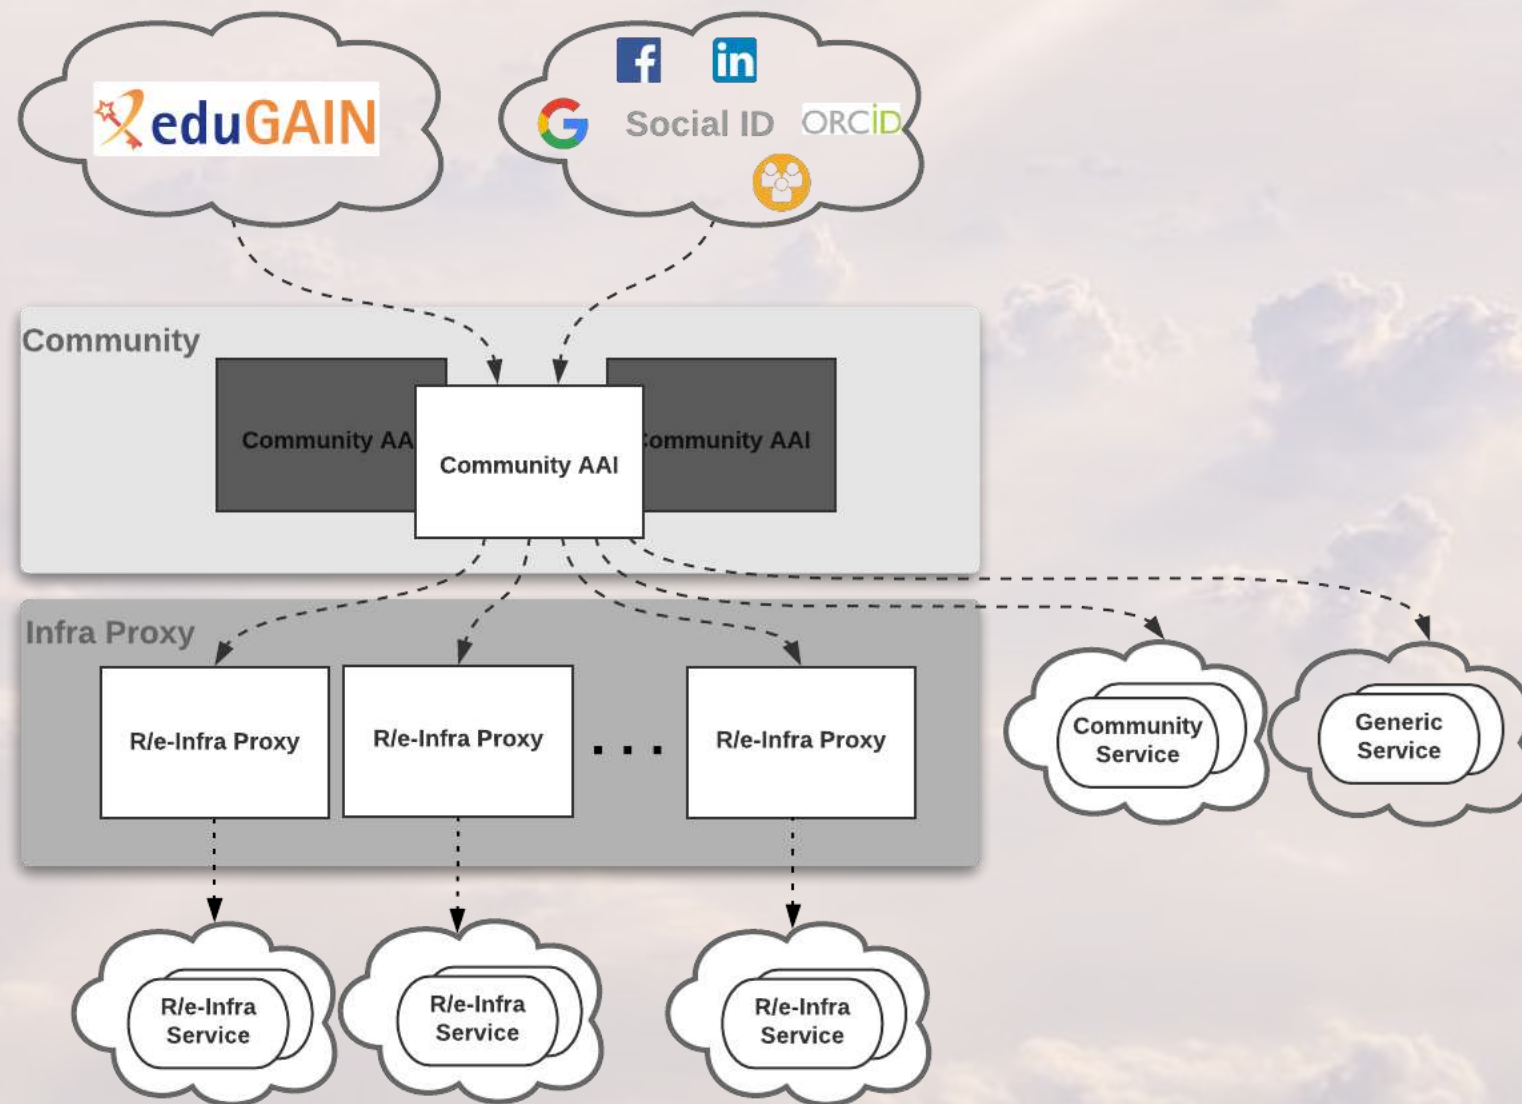 eduGAIN
f in
G Social ID ORCID
Community
Community AA
Community AAI
ommunity AAI
Infra Proxy
R/e-Infra Proxy
R/e-Infra Proxy
. . .
R/e-Infra Proxy
Community
Service
Generic
Service
R/e-Infra
Service
R/e-Infra
Service
R/e-Infra
Service